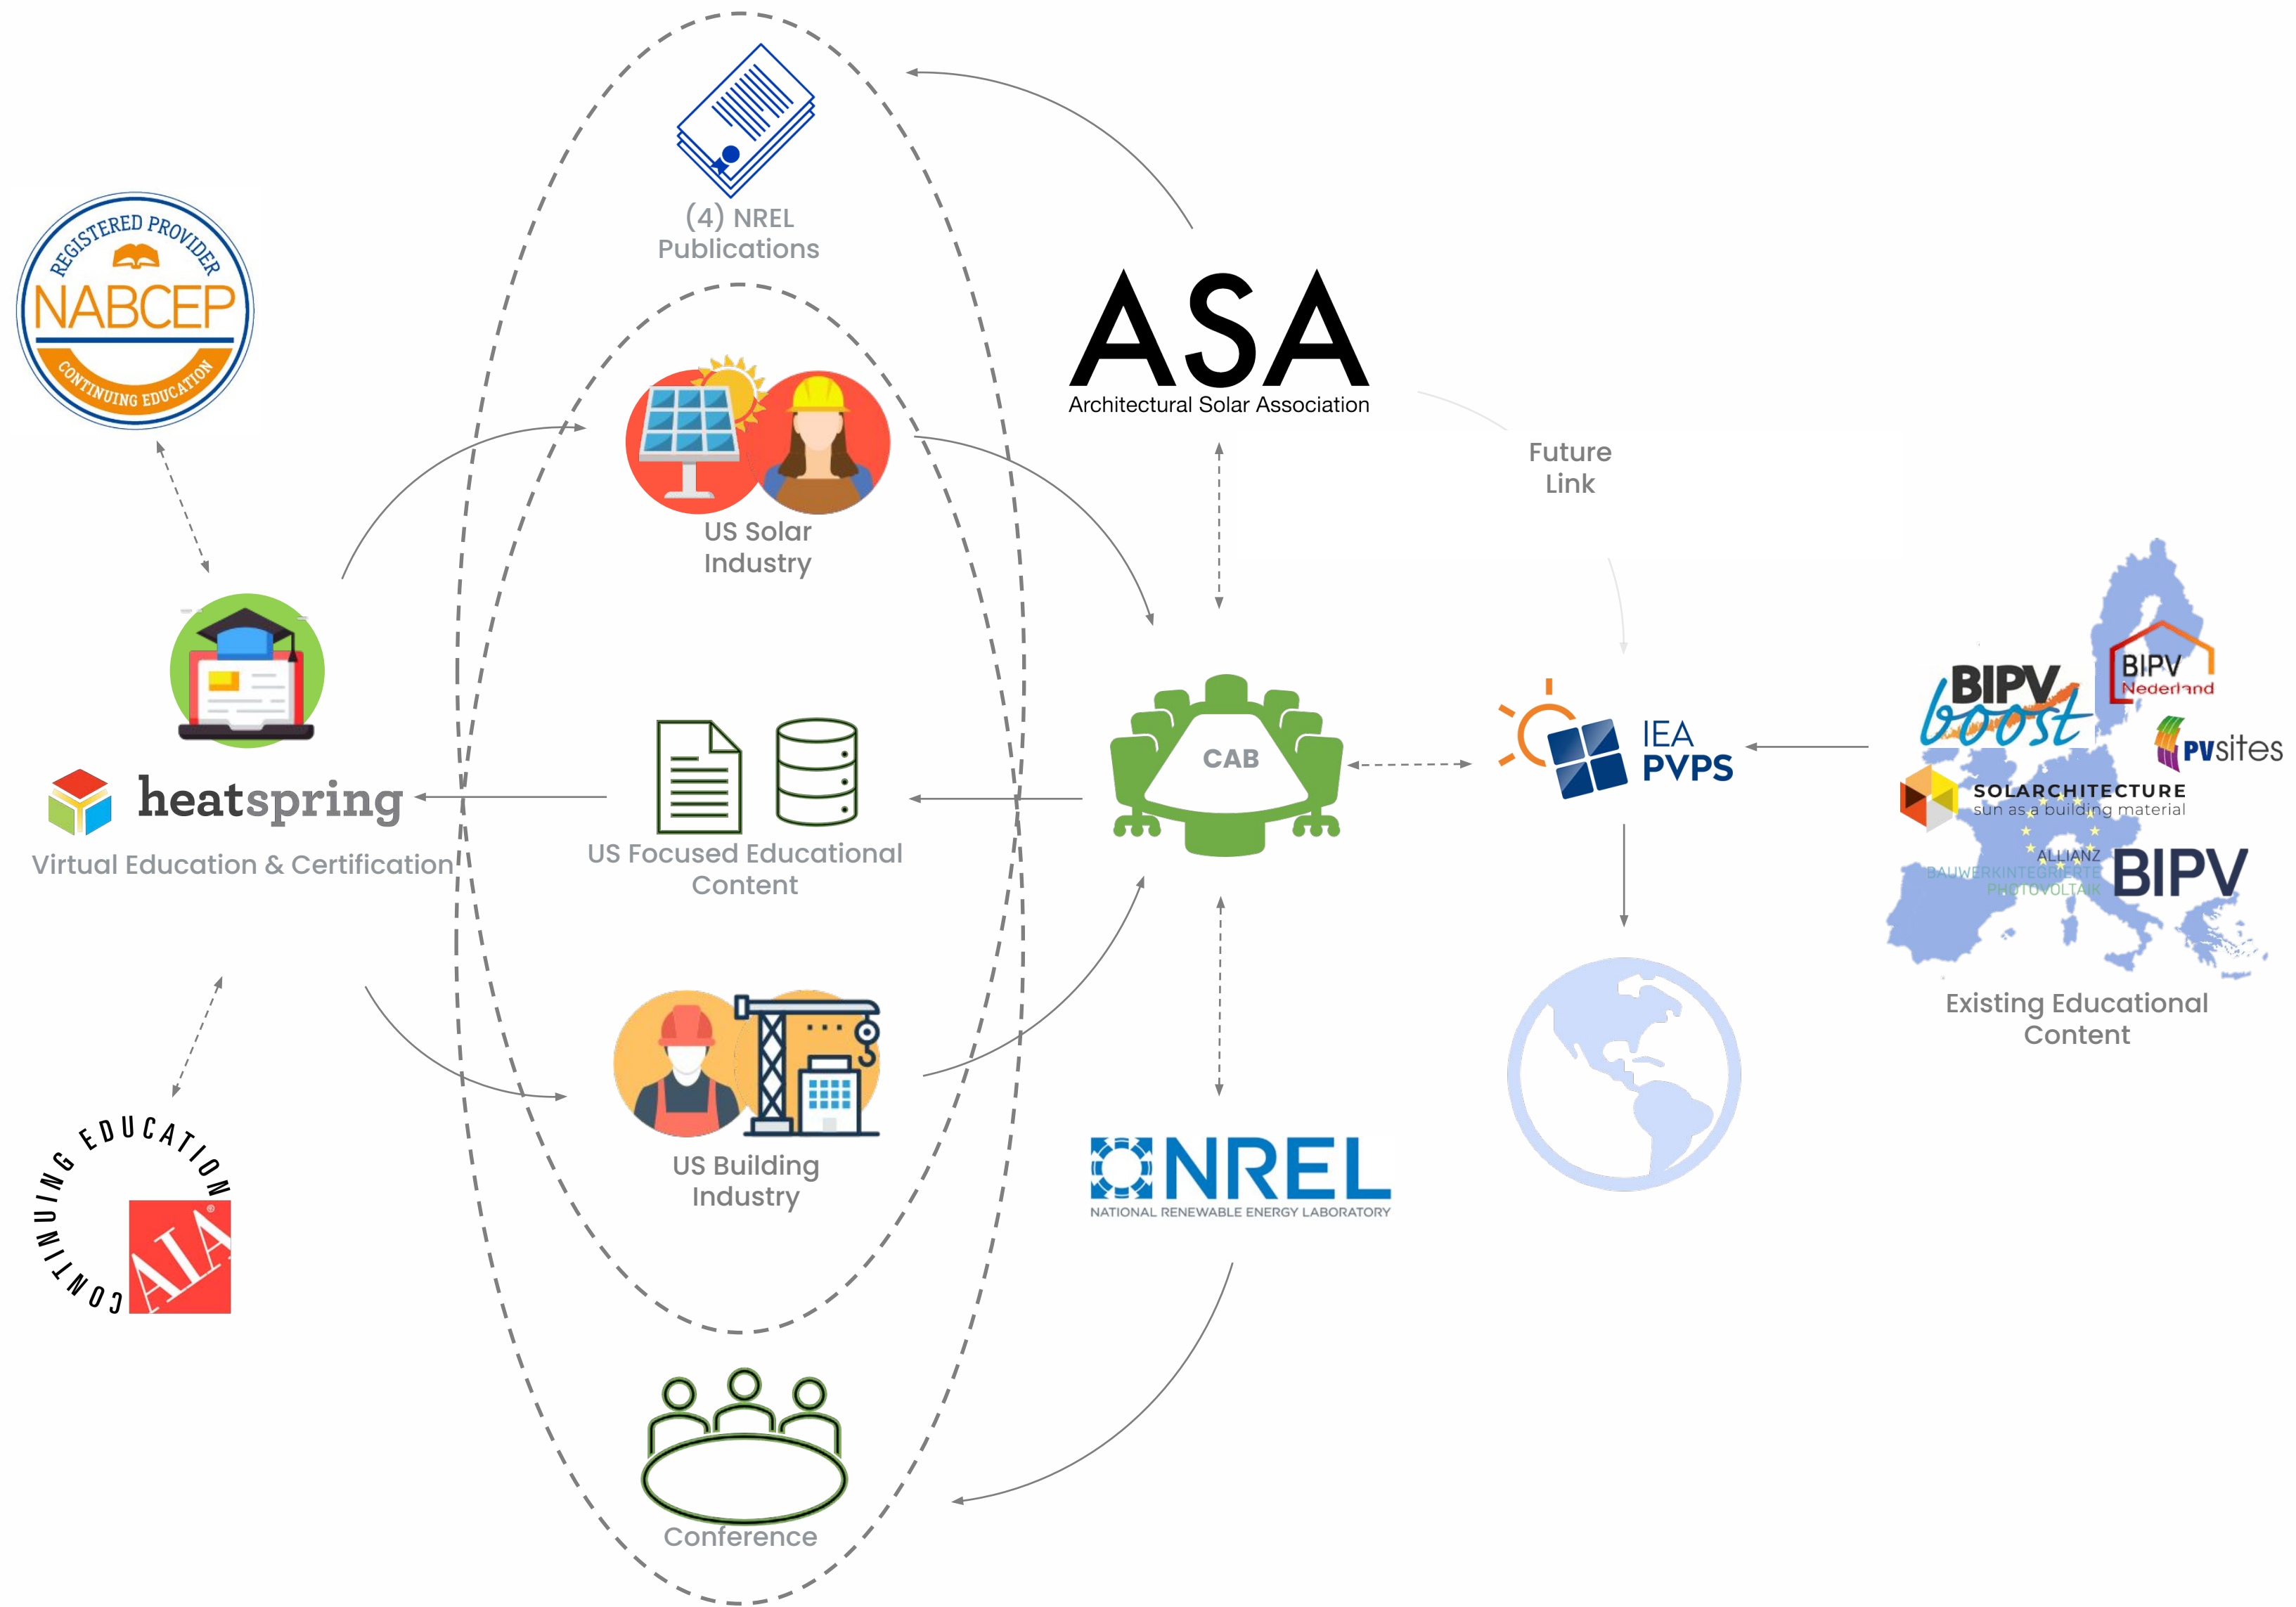 (4) NREL
Publications
REGISTERED PROVIDER
NABCEP
CONTINUING EDUCATION
ASA
Architectural Solar Association
Future
Link
US Solar
Industry
BIPV
boost
BIPV
Nederland
PVsites
SOLARCHITECTURE
sun as a building material
ALLIANZ
BAUWERKINTEGRIERTE
PHOTOVOLTAIK
BIPV
Existing Educational
Content
IEA
PVPS
CAB
heatspring
Virtual Education & Certification
US Focused Educational
Content
US Building
Industry
NREL
NATIONAL RENEWABLE ENERGY LABORATORY
CONTINUING EDUCATION
AIA®
Conference